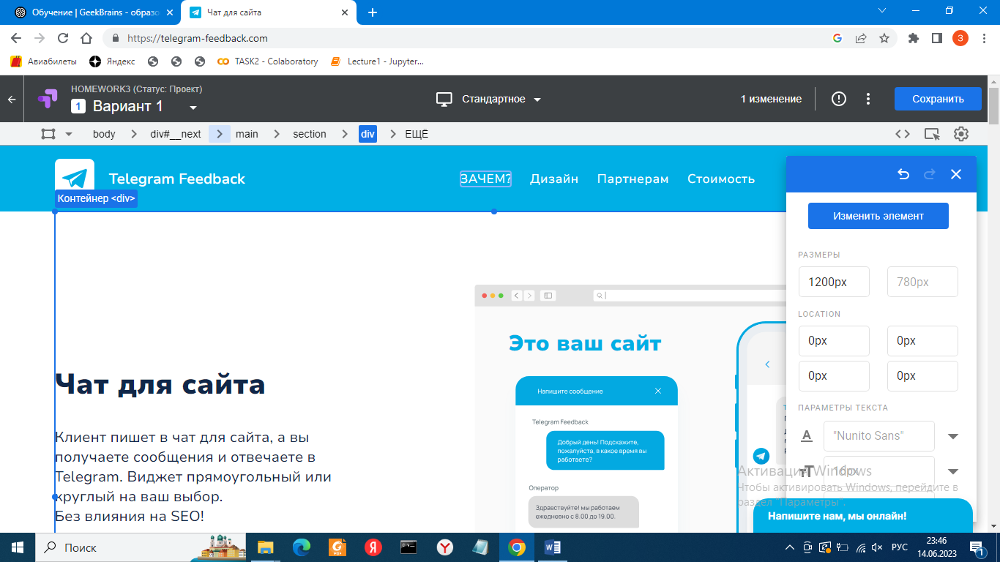 Обучение | GeekBrains - образо
Чат для сайта
https://telegram-feedback.com
З
Авиабилеты
Яндекс
TASK2 - Colaboratory
Lecture1 - Jupyter...
HOMEWORK3 (Статус: Проект)
1 Вариант 1
Стандартное
1 изменение
Сохранить
body
div#__next
main
section
div
ЕЩЁ
Telegram Feedback
ЗАЧЕМ?
Дизайн
Партнерам
Стоимость
Контейнер <div>
Изменить элемент
РАЗМЕРЫ
1200px
780px
LOCATION
0px
0px
0px
0px
ПАРАМЕТРЫ ТЕКСТА
"Nunito Sans"
16px
Это ваш сайт
Напишите сообщение
Telegram Feedback
Добрый день! Подскажите,
пожалуйста, в какое время вы
работаете?
Оператор
Здравствуйте! мы работаем
ежедневно с 8.00 до 19.00.
Чат для сайта
Клиент пишет в чат для сайта, а вы
получаете сообщения и отвечаете в
Telegram. Виджет прямоугольный или
круглый на ваш выбор.
Без влияния на SEO!
Активация Windows
Чтобы активировать Windows, перейдите в
раздел "Параметры".
Напишите нам, мы онлайн!
Поиск
РУС
23:46
14.06.2023
1